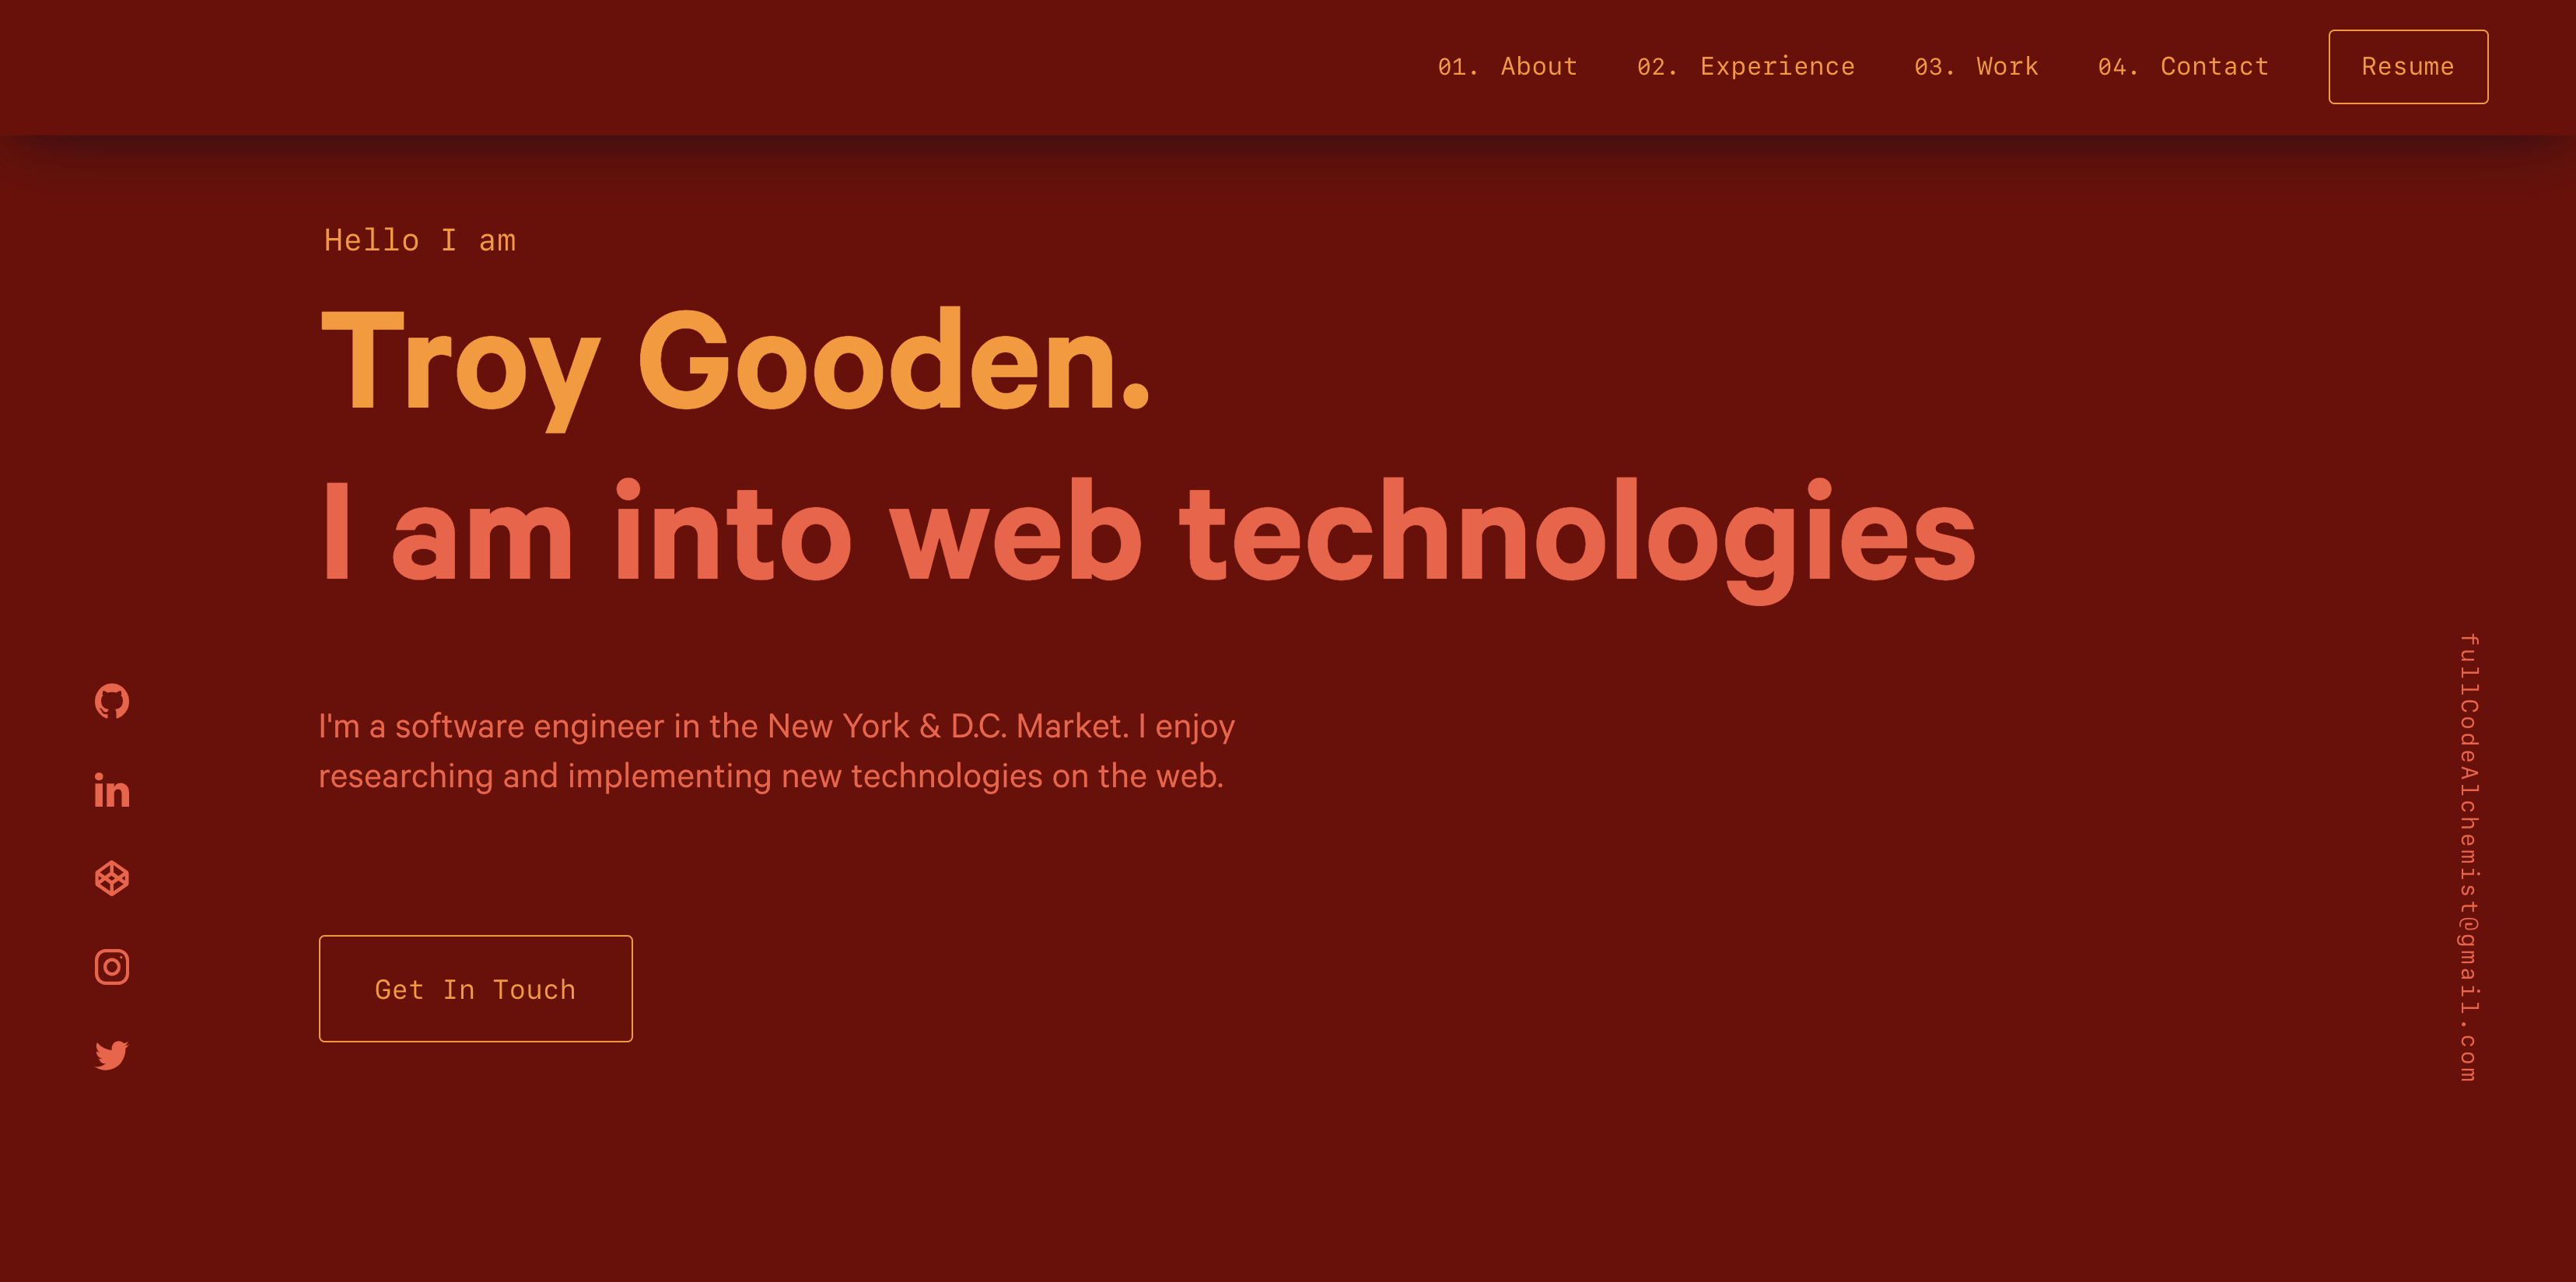 01. About 02. Experience 03. Work 04. Contact Resume
Hello I am
Troy Gooden.
I am into web technologies
I'm a software engineer in the New York & D.C. Market. I enjoy
researching and implementing new technologies on the web.
Get In Touch
fullCodeAlchemist@gmail.com